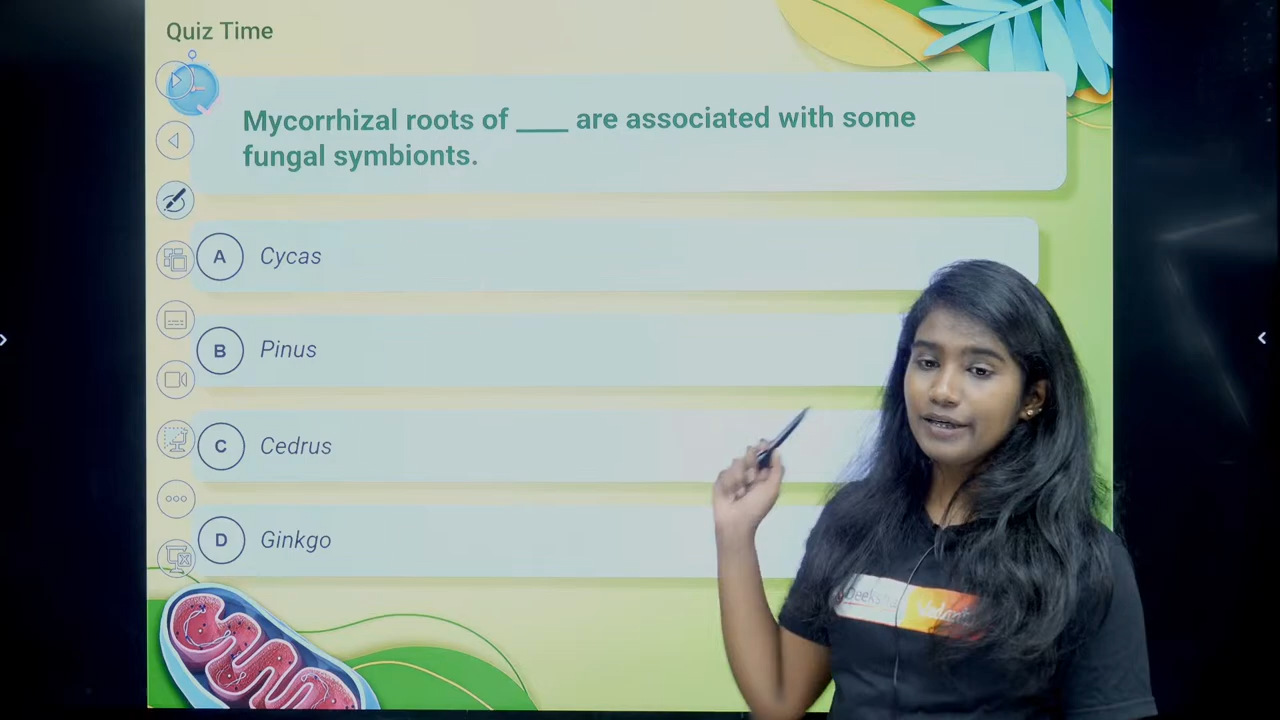 Quiz Time
Mycorrhizal roots of ____ are associated with some
fungal symbionts.
A Cycas
B Pinus
C Cedrus
D Ginkgo